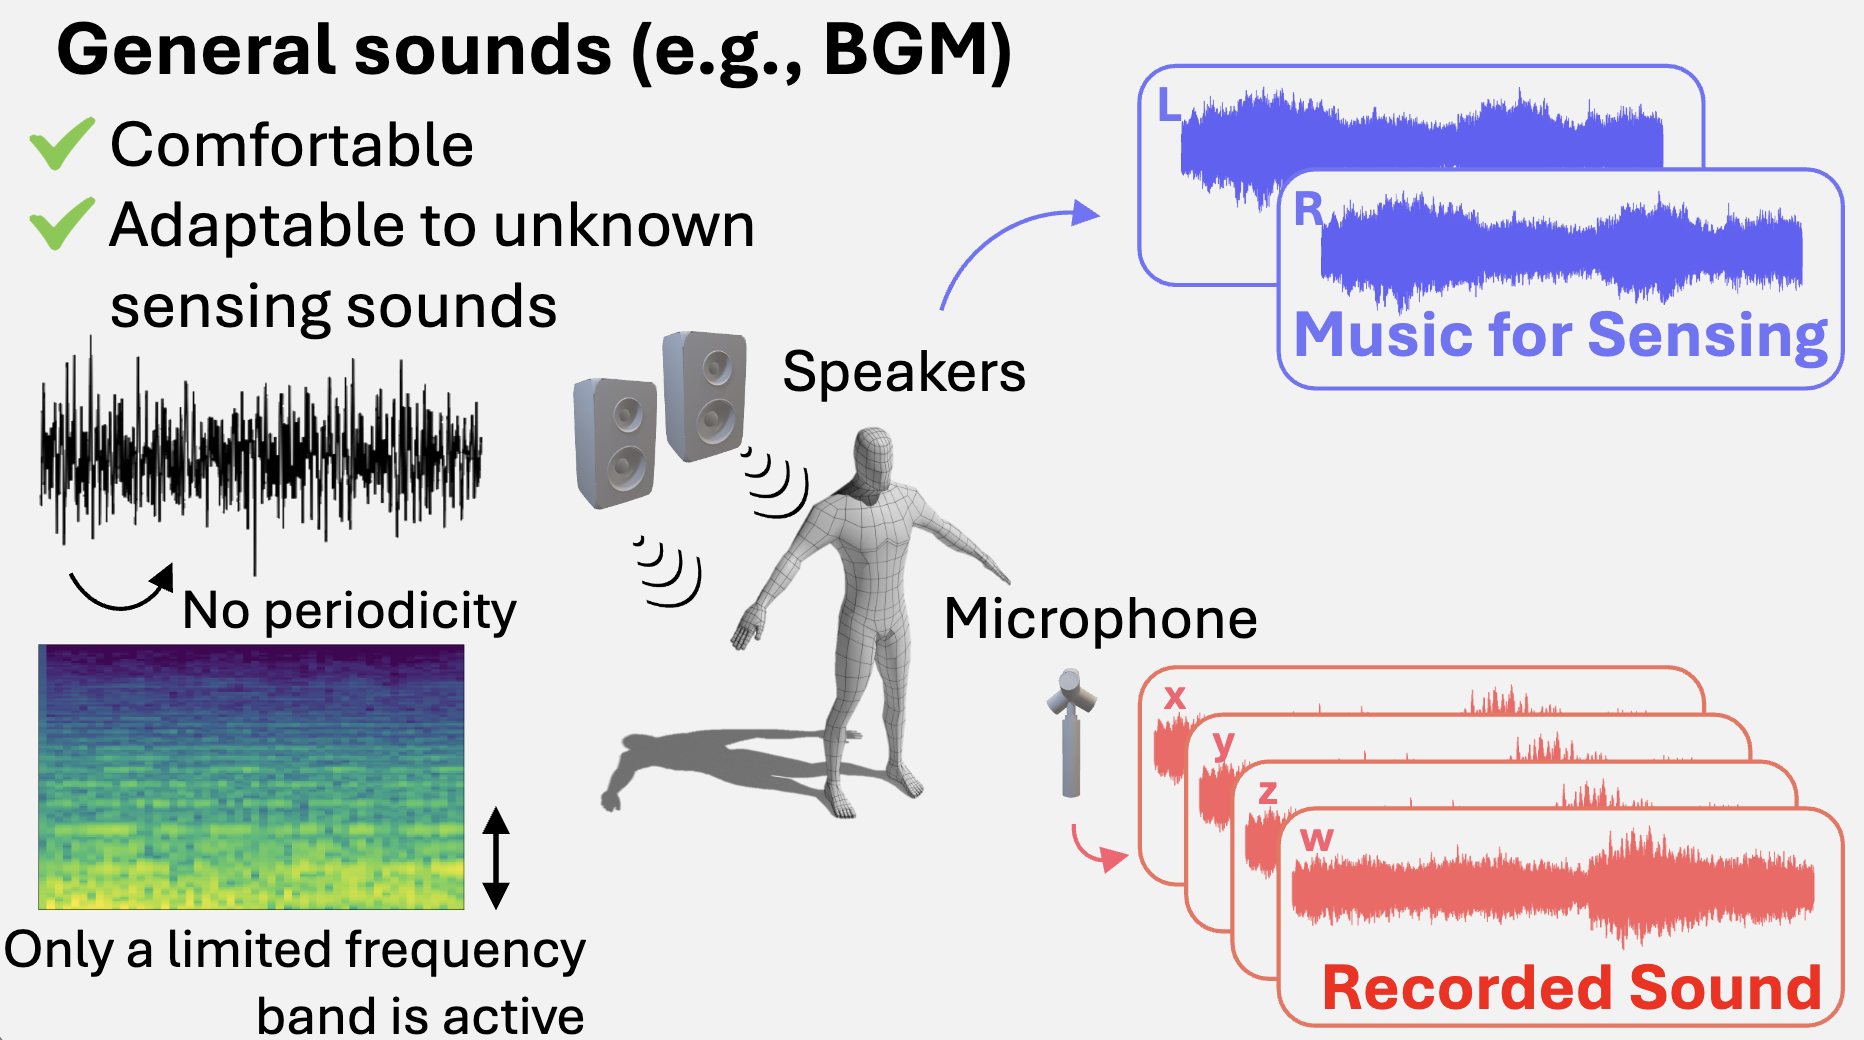 General sounds (e.g., BGM)
Comfortable
Adaptable to unknown
sensing sounds
No periodicity
Only a limited frequency
band is active
Speakers
Microphone
L
R
Music for Sensing
x
y
z
w
Recorded Sound